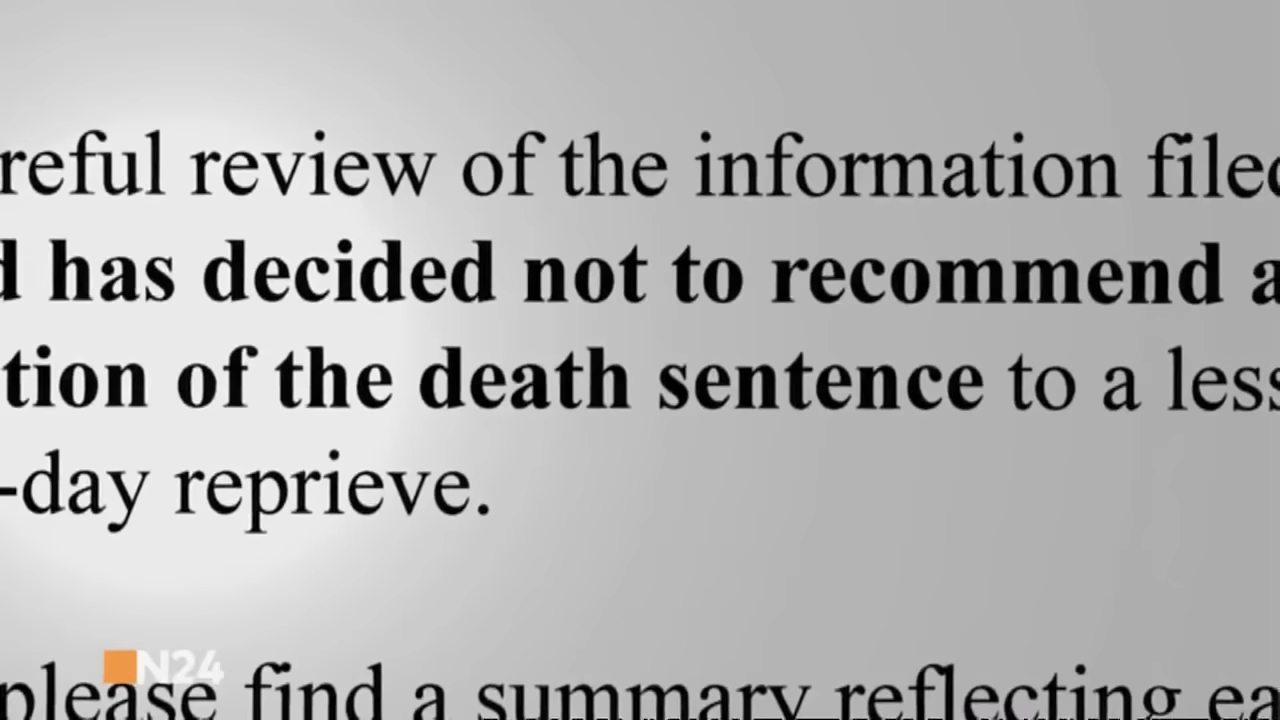 reful review of the information filed
d has decided not to recommend a
tion of the death sentence to a less
-day reprieve.
N24
please find a summary reflecting ea